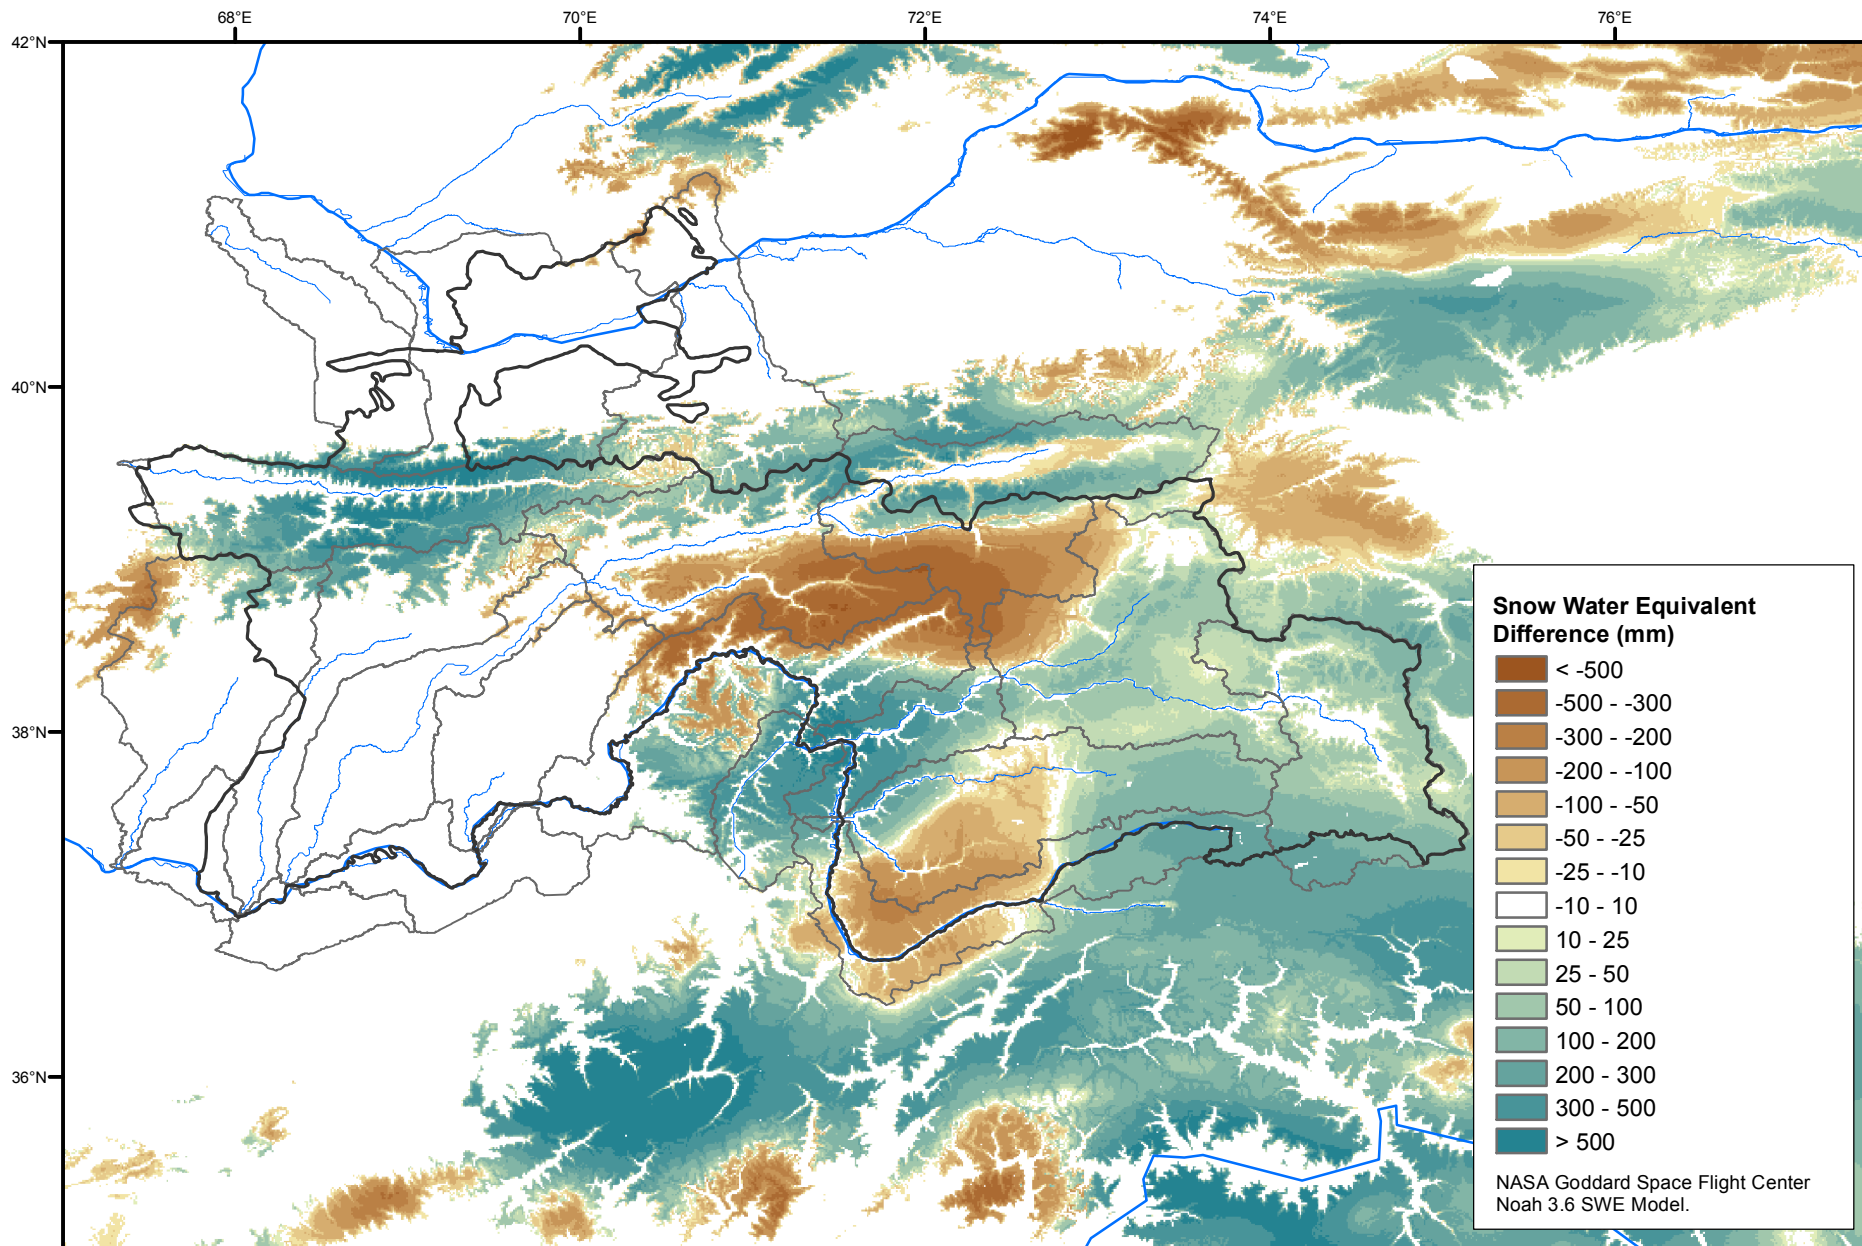 68°E 70°E 72°E 74°E 76°E
42°N
40°N
38°N
36°N
Snow Water Equivalent
Difference (mm)
< -500
-500 - -300
-300 - -200
-200 - -100
-100 - -50
-50 - -25
-25 - -10
-10 - 10
10 - 25
25 - 50
50 - 100
100 - 200
200 - 300
300 - 500
> 500
NASA Goddard Space Flight Center
Noah 3.6 SWE Model.